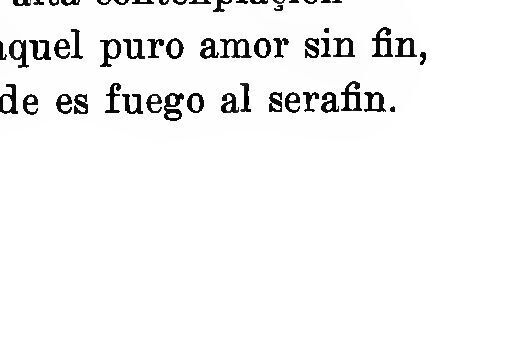 aquel puro amor sin fin,
de es fuego al serafin.